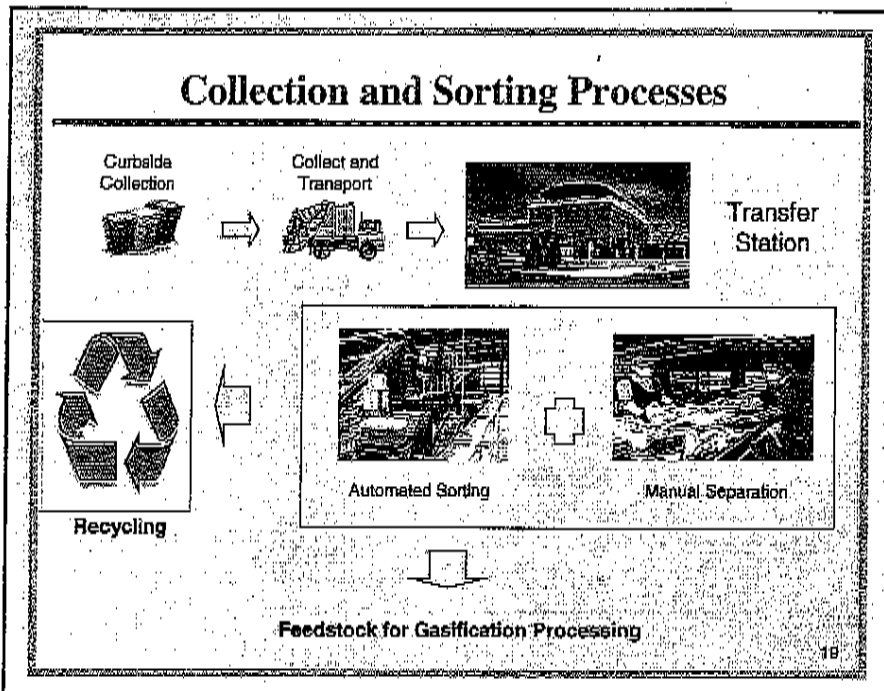 Collection and Sorting Processes
Curbside
Collection
Collect and
Transport
Transfer
Station
Automated Sorting
Manual Separation
Recycling
Feedstock for Gasification Processing
19